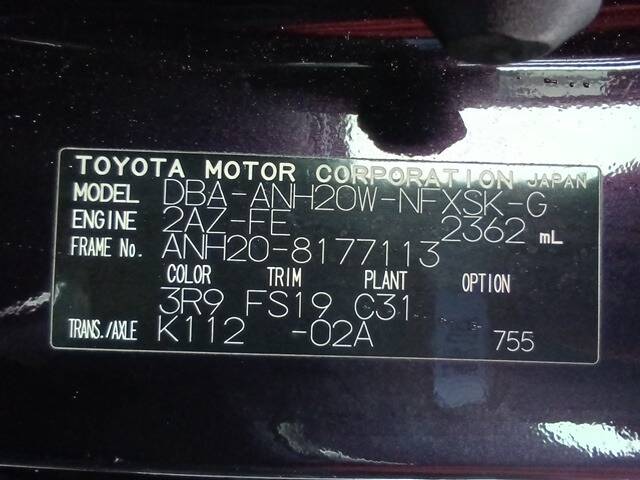 TOYOTA MOTOR CORPORATION JAPAN
MODEL DBA-ANH20W-NFXSK-G
ENGINE 2AZ-FE 2362 mL
FRAME No. ANH20-8177113
COLOR TRIM PLANT OPTION
3R9 FS19 C31
TRANS./AXLE K112 -02A 755